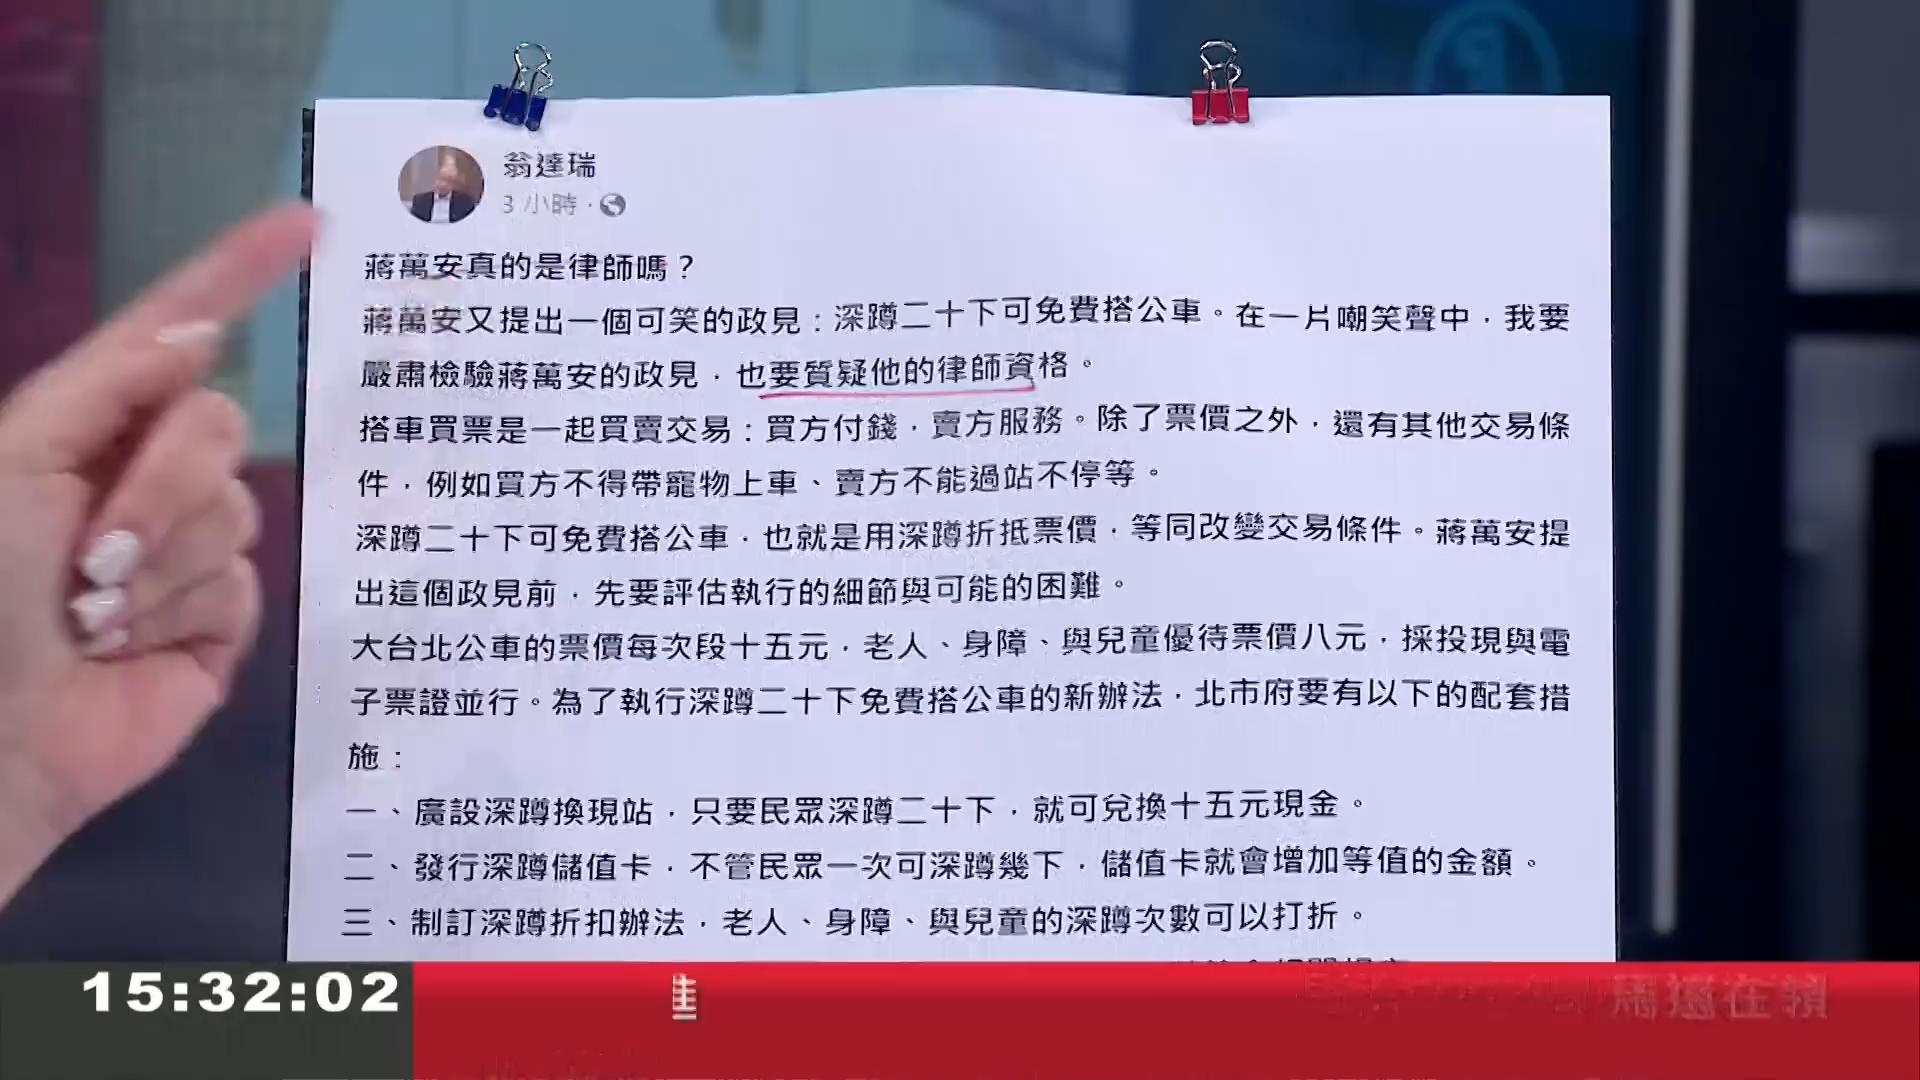 翁達瑞
3 小時 ·
蔣萬安真的是律師嗎？
蔣萬安又提出一個可笑的政見：深蹲二十下可免費搭公車。在一片嘲笑聲中，我要
嚴肅檢驗蔣萬安的政見，也要質疑他的律師資格。
搭車買票是一起買賣交易：買方付錢，賣方服務。除了票價之外，還有其他交易條
件，例如買方不得帶寵物上車、賣方不能過站不停等。
深蹲二十下可免費搭公車，也就是用深蹲折抵票價，等同改變交易條件。蔣萬安提
出這個政見前，先要評估執行的細節與可能的困難。
大台北公車的票價每次段十五元，老人、身障、與兒童優待票價八元，採投現與電
子票證並行。為了執行深蹲二十下免費搭公車的新辦法，北市府要有以下的配套措
施：
一、廣設深蹲換現站，只要民眾深蹲二十下，就可兌換十五元現金。
二、發行深蹲儲值卡，不管民眾一次可深蹲幾下，儲值卡就會增加等值的金額。
三、制訂深蹲折扣辦法，老人、身障、與兒童的深蹲次數可以打折。
15:32:02